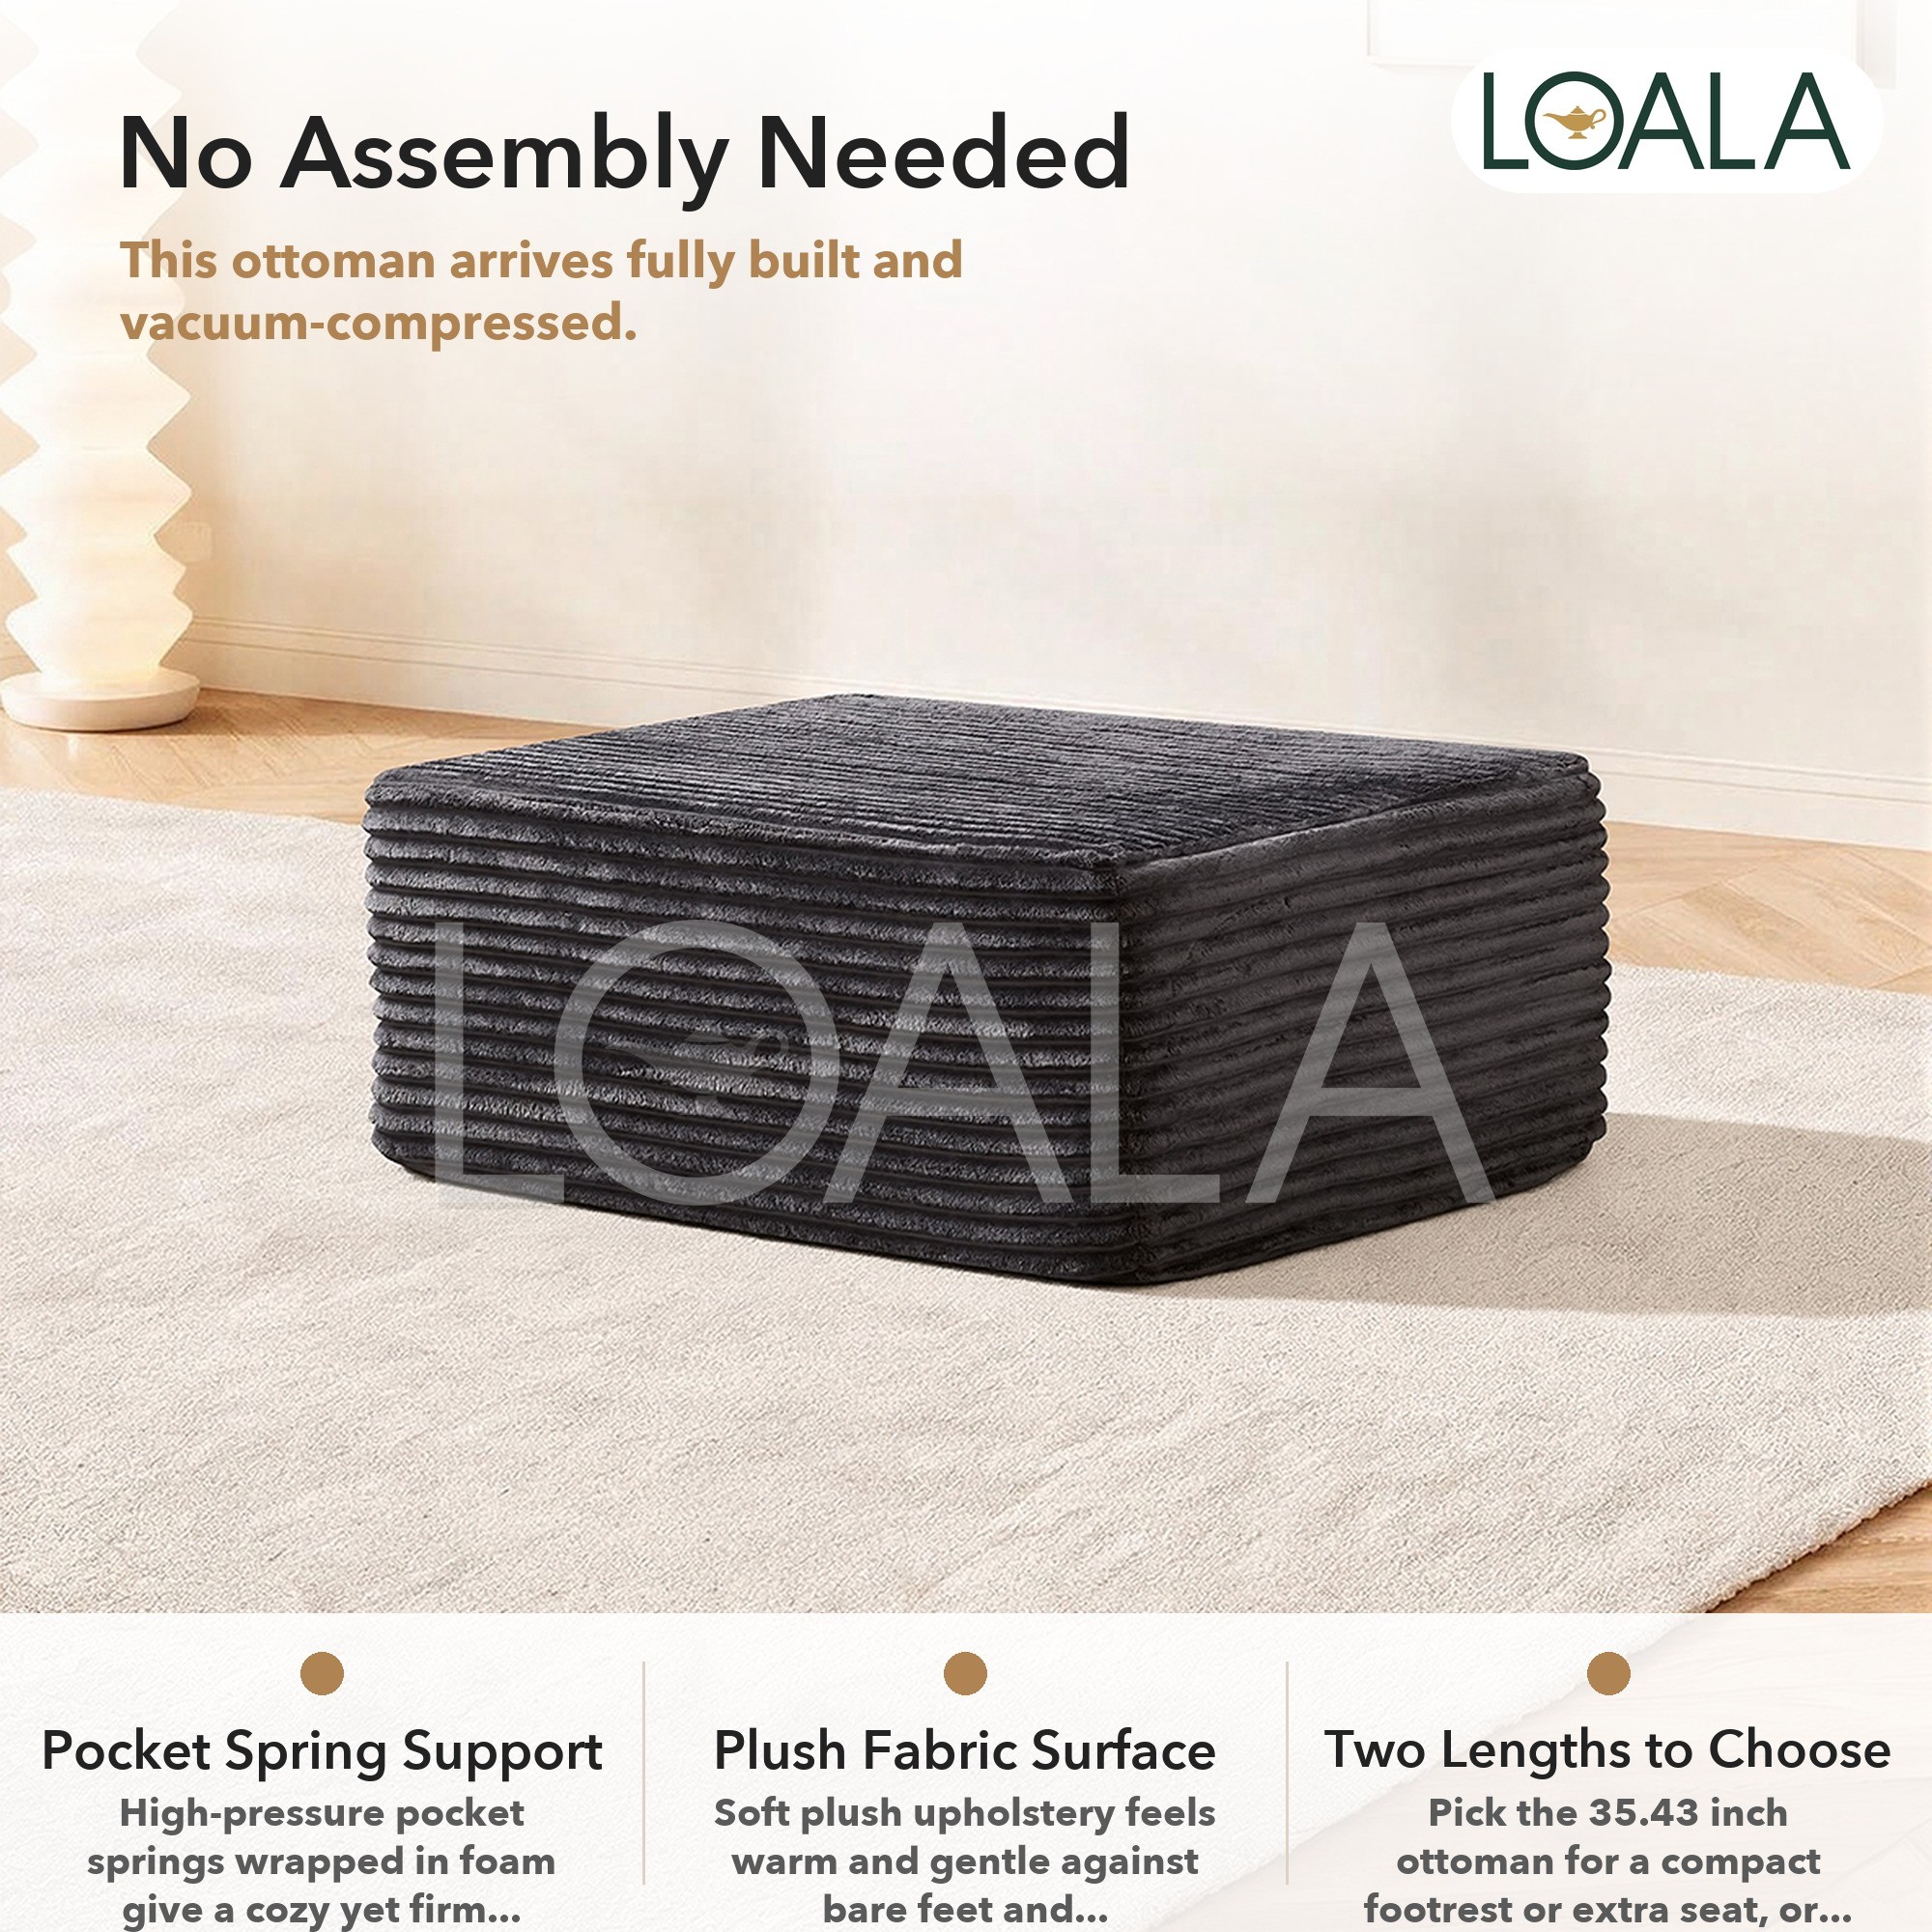 LOALA
No Assembly Needed
This ottoman arrives fully built and
vacuum-compressed.
LOALA
Pocket Spring Support
High-pressure pocket
springs wrapped in foam
give a cozy yet firm...
Plush Fabric Surface
Soft plush upholstery feels
warm and gentle against
bare feet and...
Two Lengths to Choose
Pick the 35.43 inch
ottoman for a compact
footrest or extra seat, or...